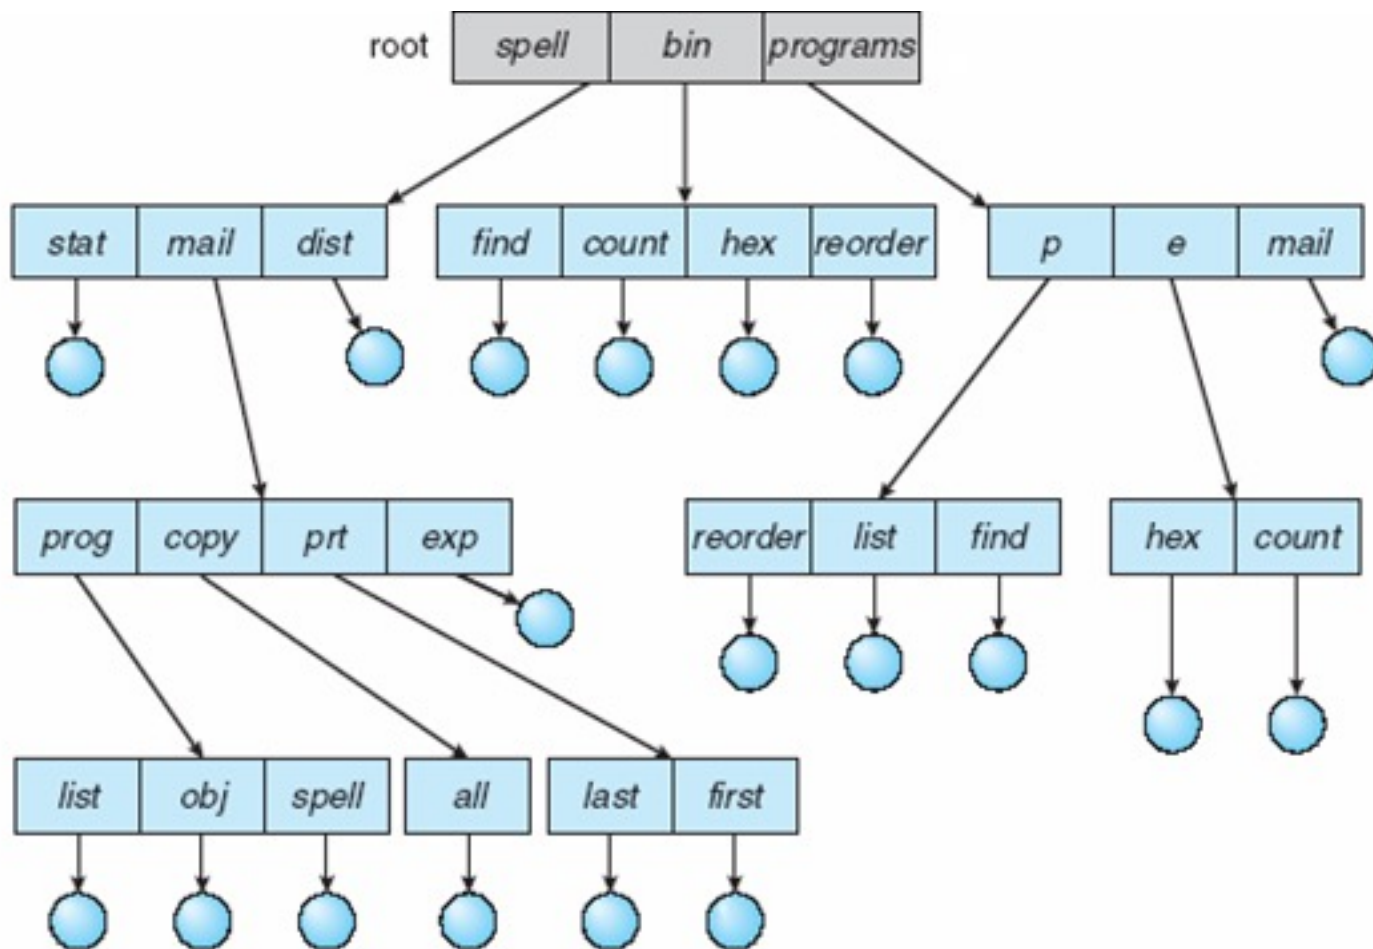 root spell bin programs
stat mail dist find count hex reorder p e mail
prog copy prt exp reorder list find hex count
list obj spell all last first